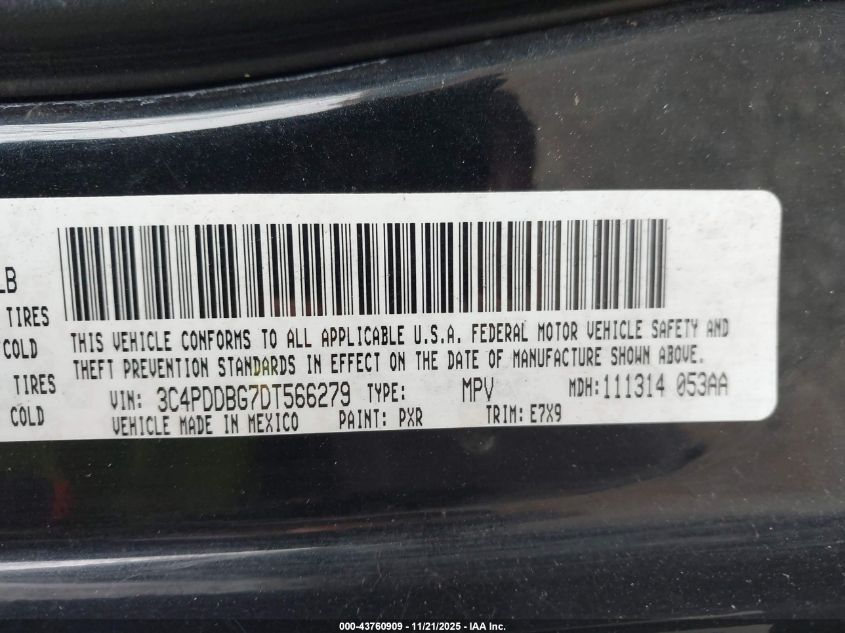 LB
TIRES
COLD
TIRES
COLD
THIS VEHICLE CONFORMS TO ALL APPLICABLE U.S.A. FEDERAL MOTOR VEHICLE SAFETY AND
THEFT PREVENTION STANDARDS IN EFFECT ON THE DATE OF MANUFACTURE SHOWN ABOVE.
VIN: 3C4PDDBG7DT566279 TYPE: MPV MDH: 111314 053AA
VEHICLE MADE IN MEXICO PAINT: PXR TRIM: E7X9
000-43760909 - 11/21/2025 - IAA Inc.